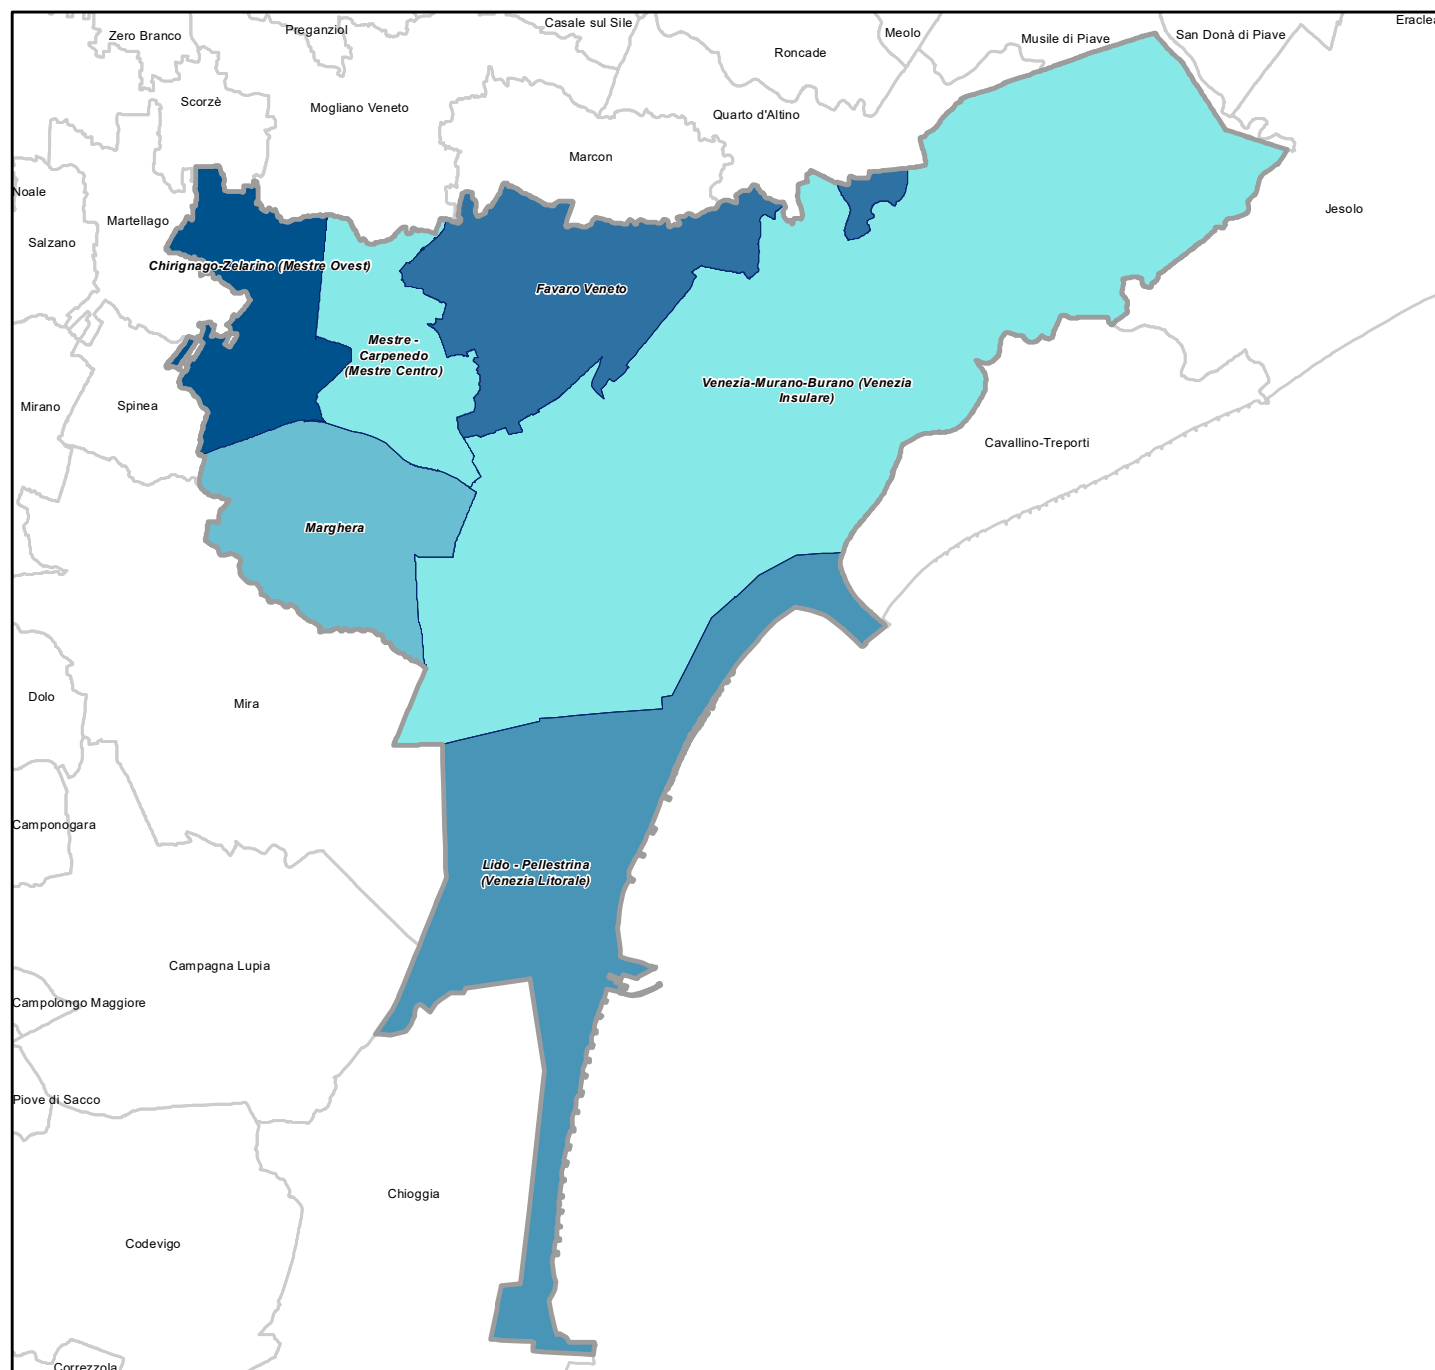 Eraclea
Casale sul Sile
Preganziol
Zero Branco
Meolo
San Donà di Piave
Musile di Piave
Roncade
Scorzè
Mogliano Veneto
Quarto d'Altino
Marcon
Noale
Jesolo
Martellago
Salzano
Chirignago-Zelarino (Mestre Ovest)
Favaro Veneto
Mestre -
Carpenedo
(Mestre Centro)
Venezia-Murano-Burano (Venezia
Insulare)
Mirano
Spinea
Cavallino-Treporti
Marghera
Dolo
Mira
Camponogara
Lido - Pellestrina
(Venezia Litorale)
Campagna Lupia
Campolongo Maggiore
Piove di Sacco
Chioggia
Codevigo
Correzzola